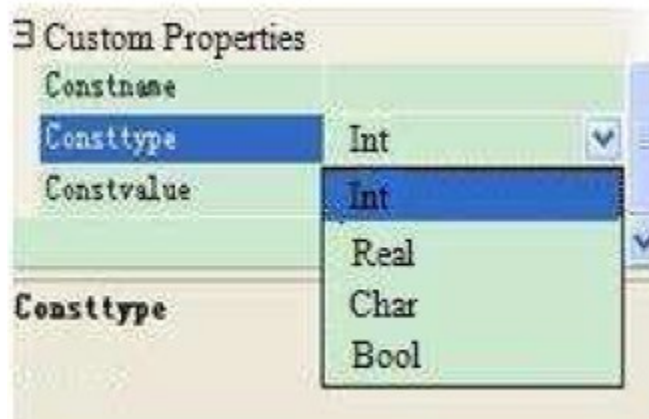 Custom Properties
Constname
Consttype Int
Constvalue Int
Real
Consttype Char
Bool